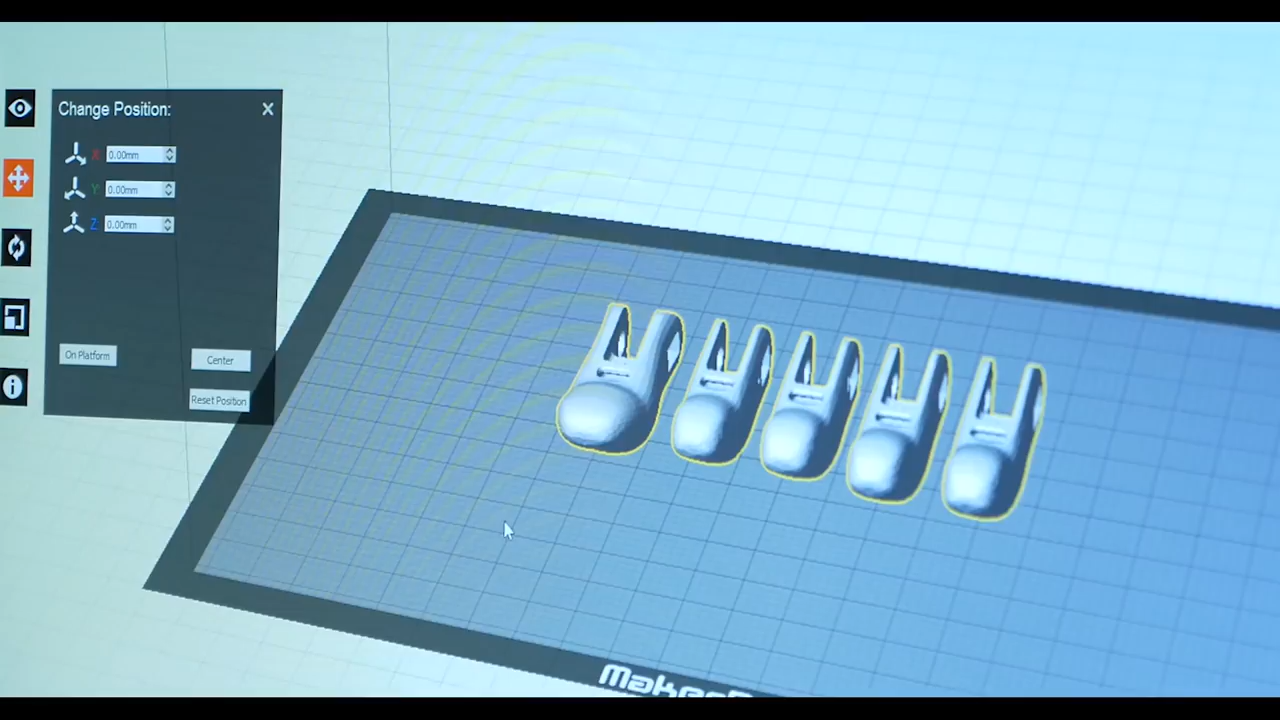 Change Position:
X 0.00mm
Y 0.00mm
Z 0.00mm
On Platform
Center
Reset Position